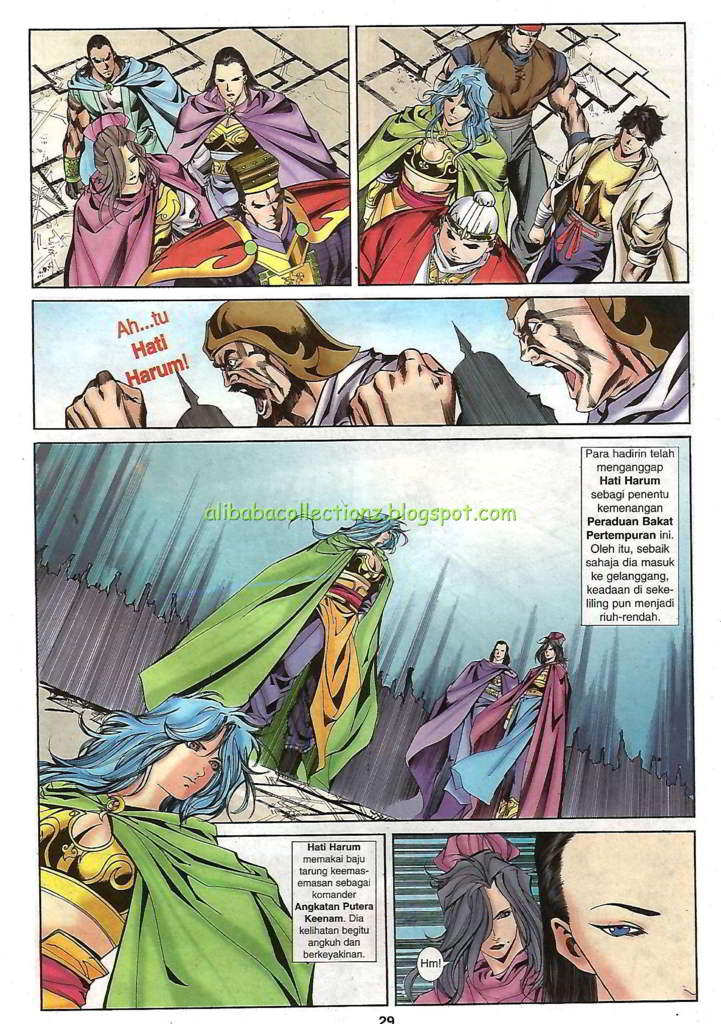 Ah...tu
Hati
Harum!
Para hadirin telah
menganggap
Hati Harum
sebagi penentu
kemenangan
Peraduan Bakat
Pertempuran ini.
Oleh itu, sebaik
sahaja dia masuk
ke gelanggang,
keadaan di seke-
liling pun menjadi
riuh-rendah.
alibabacollectionz.blogspot.com
Hati Harum
memakai baju
tarung keemas-
emasan sebagai
komander
Angkatan Putera
Keenam. Dia
kelihatan begitu
angkuh dan
berkeyakinan.
Hm!
29